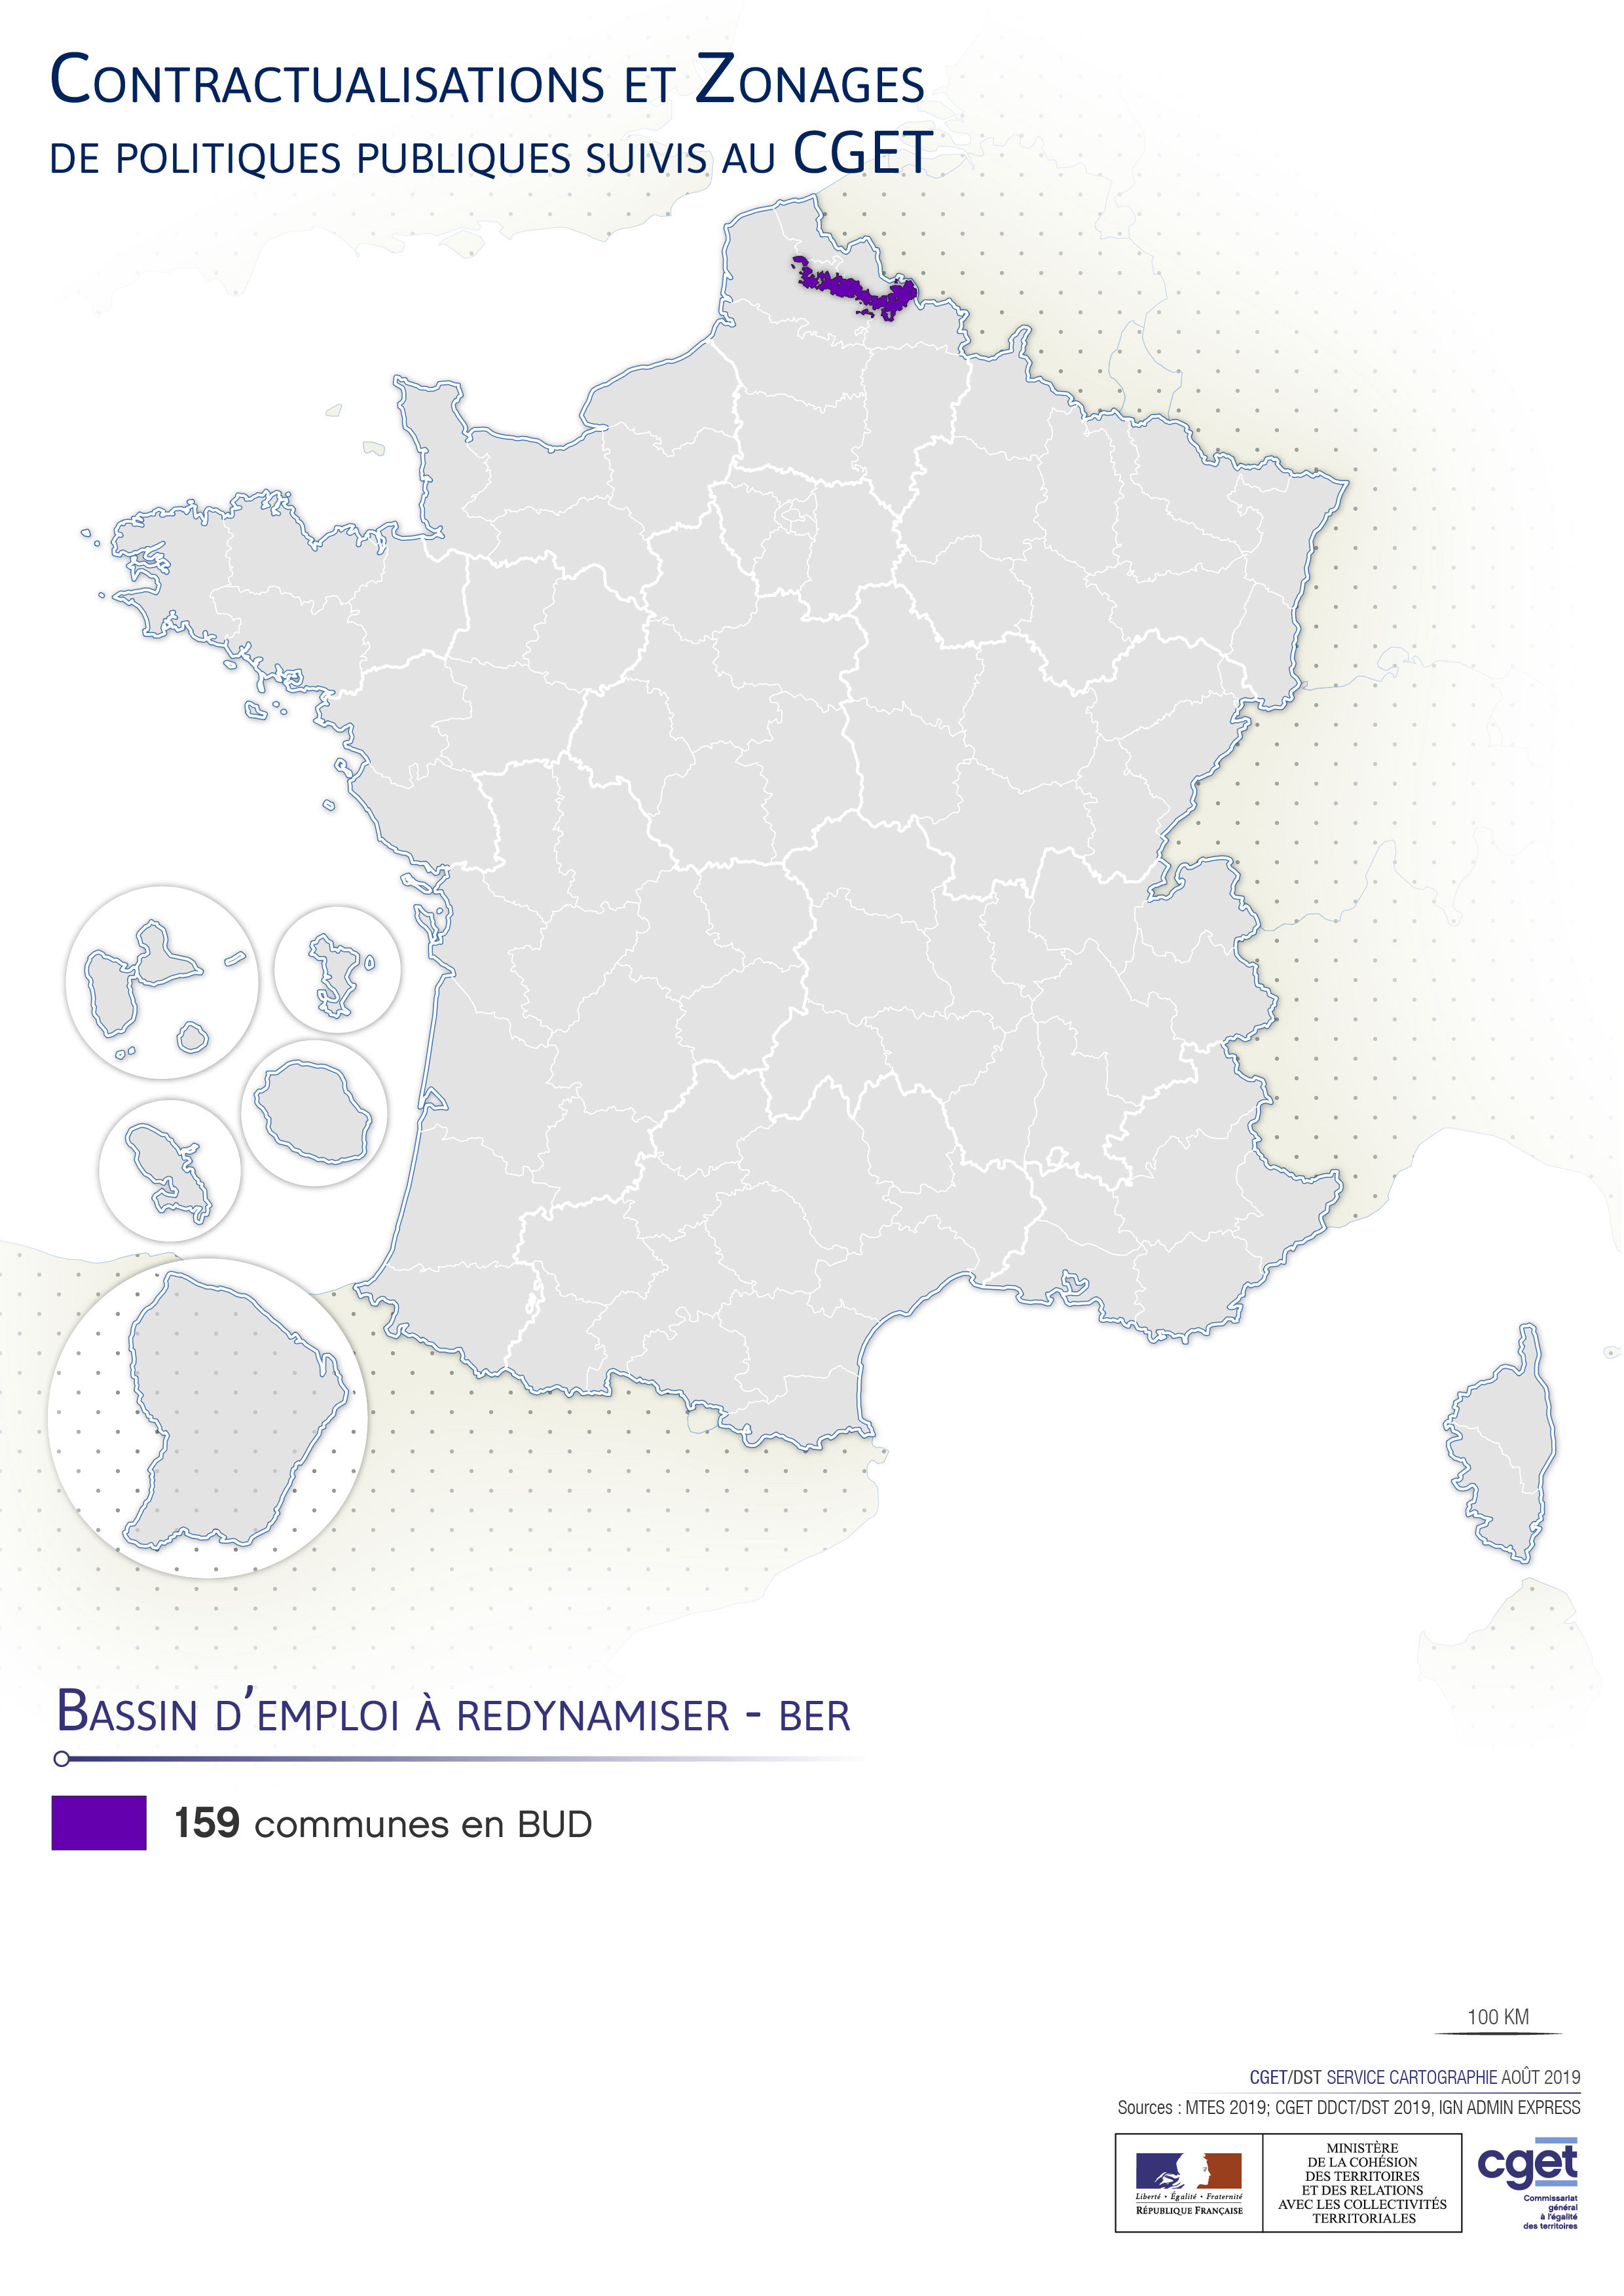 Contractualisations et Zonages
de politiques publiques suivis au CGET
Bassin d'emploi à redynamiser - BER
159 communes en BUD
100 KM
CGET/DST SERVICE CARTOGRAPHIE AOÛT 2019
Sources : MTES 2019; CGET DDCT/DST 2019, IGN ADMIN EXPRESS
Liberté • Égalité • Fraternité
RÉPUBLIQUE FRANÇAISE
MINISTÈRE
DE LA COHÉSION
DES TERRITOIRES
ET DES RELATIONS
AVEC LES COLLECTIVITÉS
TERRITORIALES
cget
Commissariat
général
à l'égalité
des territoires